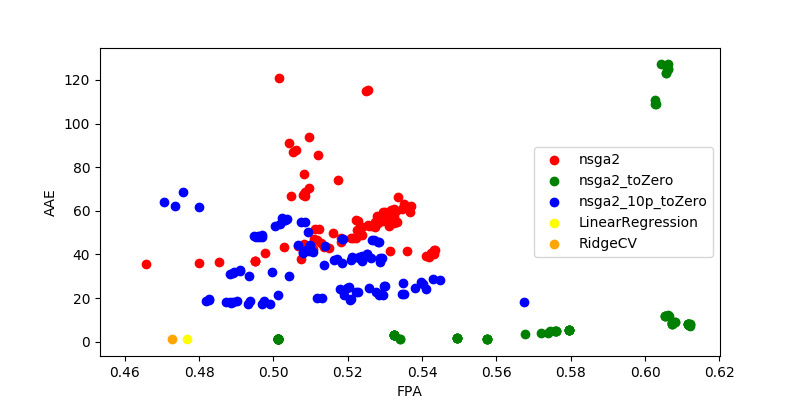 120
100
80
60
40
20
0
AAE
nsga2
nsga2_toZero
nsga2_10p_toZero
LinearRegression
RidgeCV
0.46 0.48 0.50 0.52 0.54 0.56 0.58 0.60 0.62
FPA